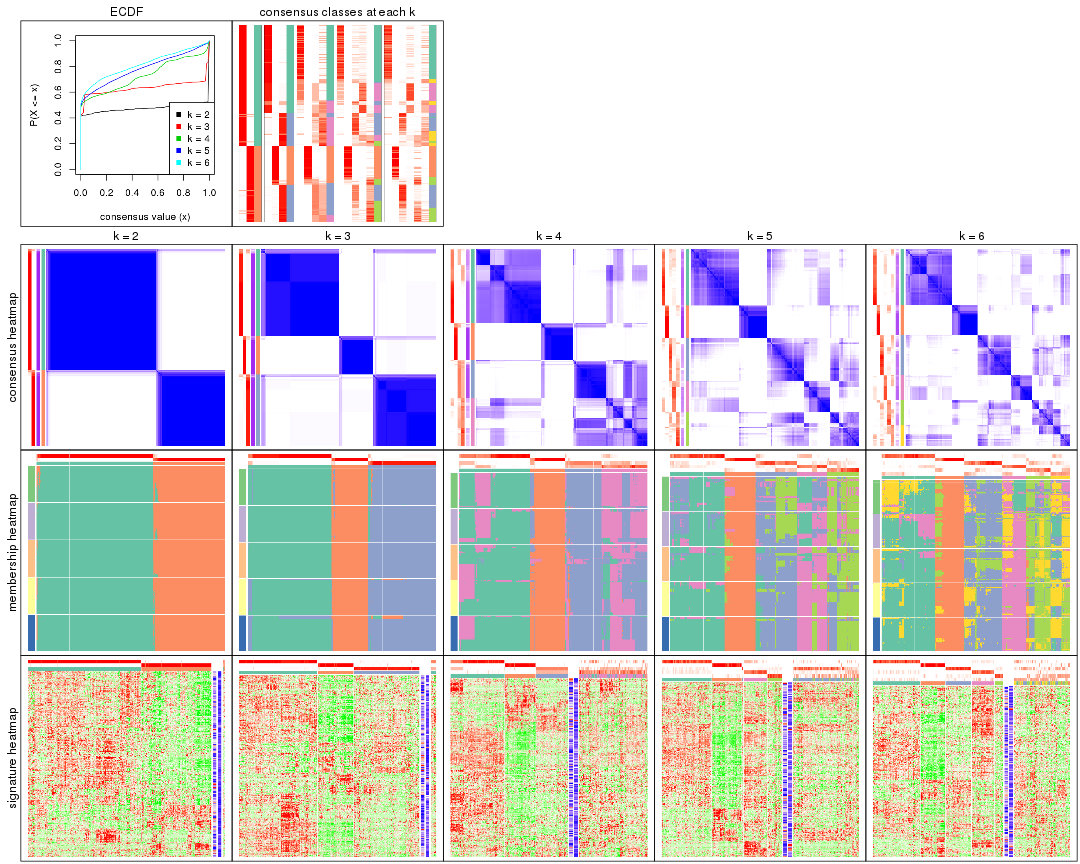 ECDF
consensus classes at each k
P(X <= x)
1.0
0.8
0.6
0.4
0.2
0.0
k = 2
k = 3
k = 4
k = 5
k = 6
0.0 0.2 0.4 0.6 0.8 1.0
consensus value (x)
k = 2
k = 3
k = 4
k = 5
k = 6
consensus heatmap
membership heatmap
signature heatmap